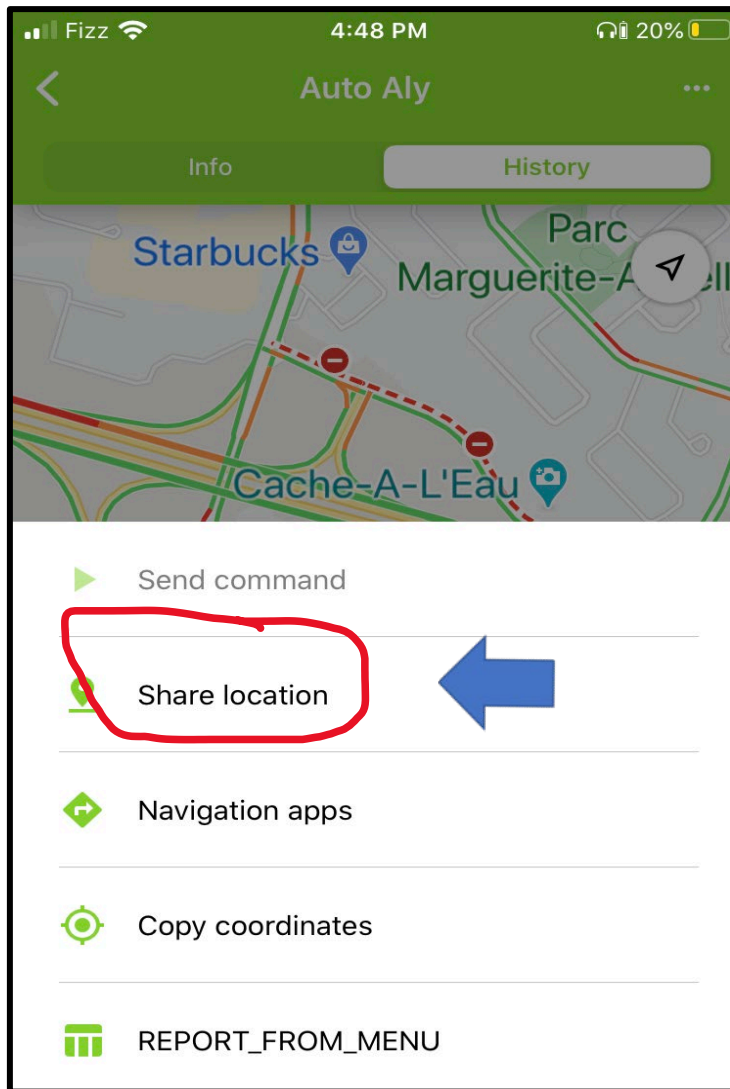 Fizz 4:48 PM 20%
Auto Aly
Info History
Starbucks
Parc
Marguerite-A
ll
Cache-A-L'Eau
Send command
Share location
Navigation apps
Copy coordinates
REPORT_FROM_MENU